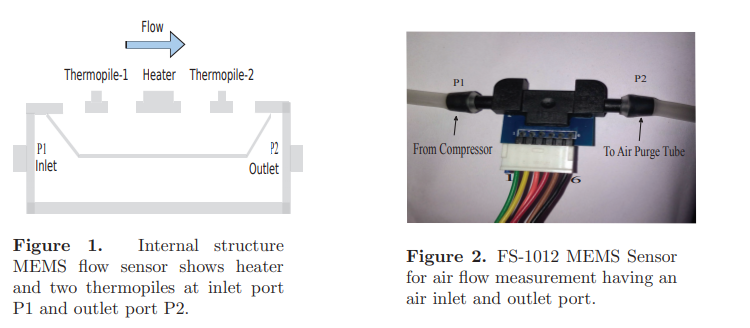 Flow
Thermopile-1 Heater Thermopile-2
P1
Inlet
P2
Outlet
Figure 1. Internal structure
MEMS flow sensor shows heater
and two thermopiles at inlet port
P1 and outlet port P2.
P1
P2
From Compressor
To Air Purge Tube
1
6
Figure 2. FS-1012 MEMS Sensor
for air flow measurement having an
air inlet and outlet port.